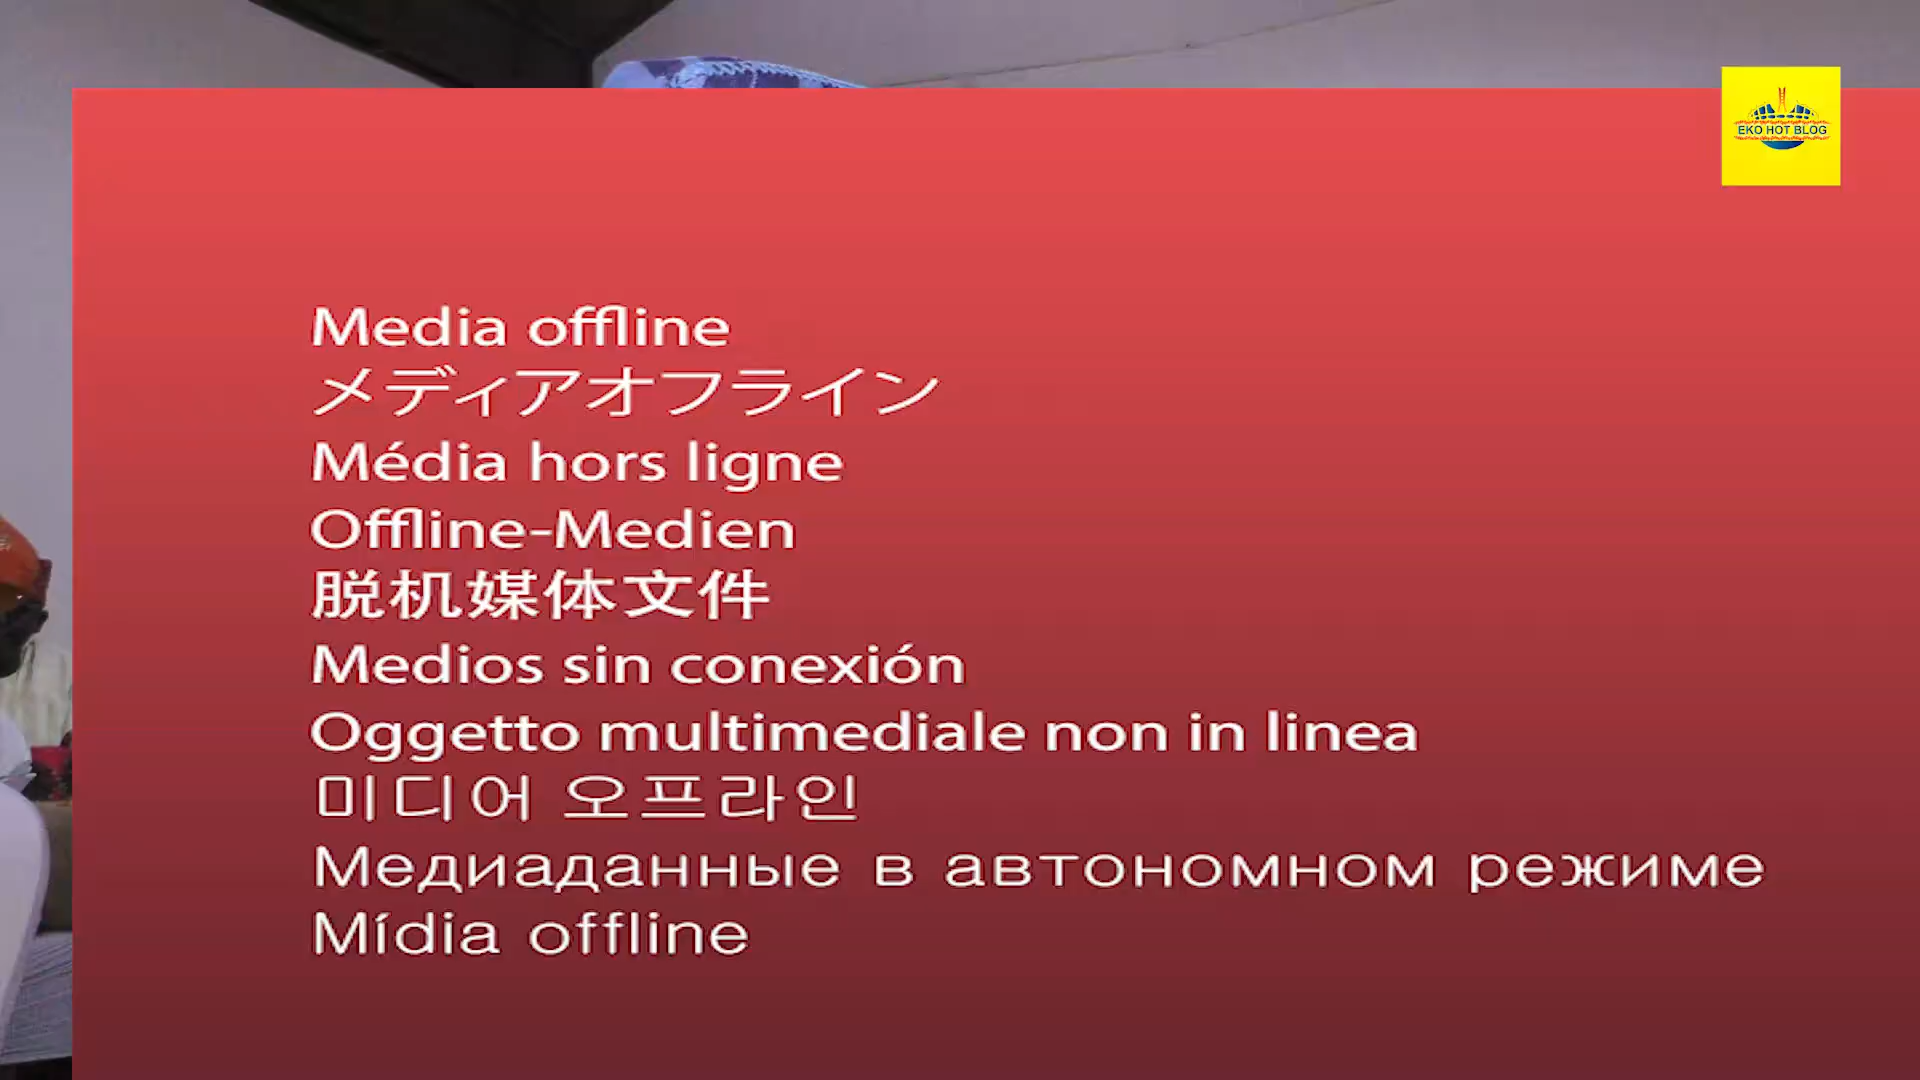 EKO HOT BLOG
Media offline
メディアオフライン
Média hors ligne
Offline-Medien
脱机媒体文件
Medios sin conexión
Oggetto multimediale non in linea
미디어 오프라인
Медиаданные в автономном режиме
Mídia offline